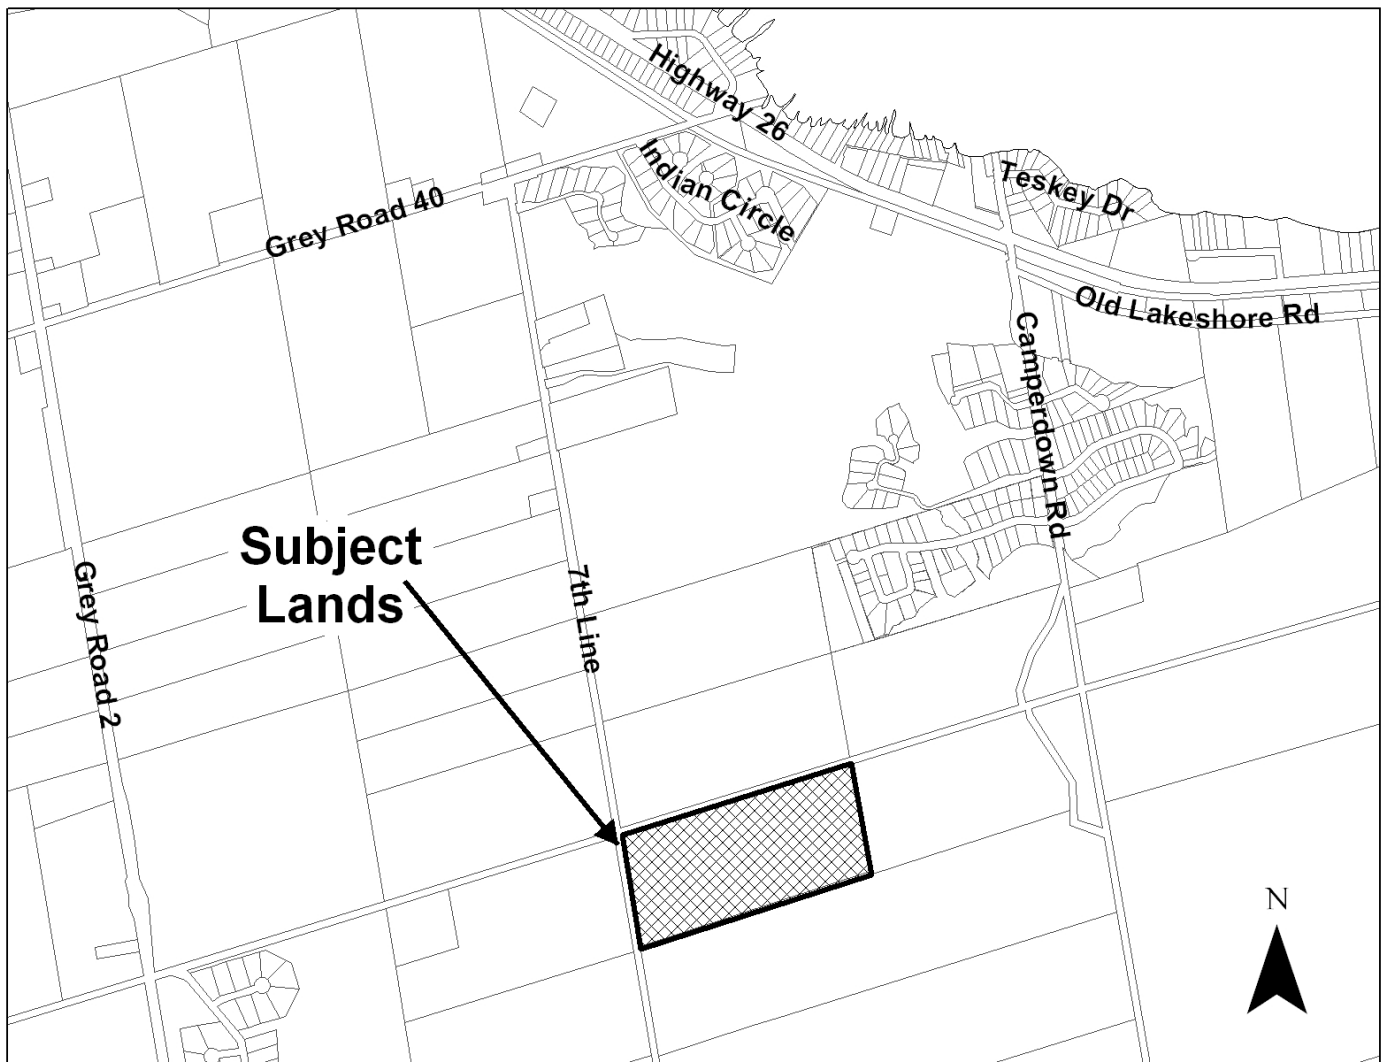 Highway 26
Indian Circle
Teskey Dr
Grey Road 40
Old Lakeshore Rd
Camperdown Rd
Subject
Lands
7th Line
Grey Road 2
N